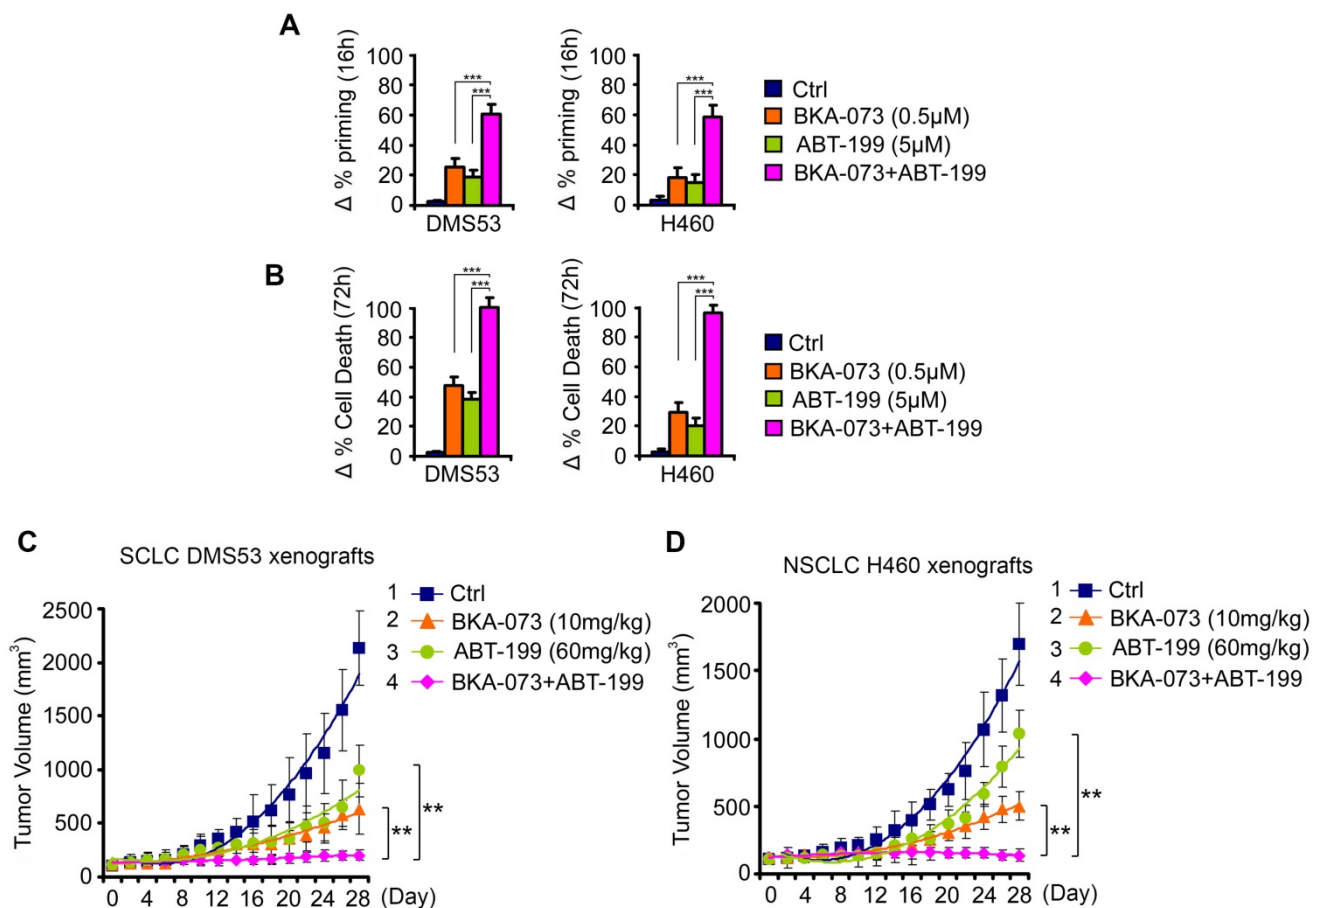 A
Δ % priming (16h)
100
80
60
40
20
0
***
***
DMS53
Δ % priming (16h)
100
80
60
40
20
0
***
***
H460
Ctrl
BKA-073 (0.5μM)
ABT-199 (5μM)
BKA-073+ABT-199
B
Δ % Cell Death (72h)
100
80
60
40
20
0
***
***
DMS53
Δ % Cell Death (72h)
100
80
60
40
20
0
***
***
H460
Ctrl
BKA-073 (0.5μM)
ABT-199 (5μM)
BKA-073+ABT-199
C
SCLC DMS53 xenografts
1 Ctrl
2 BKA-073 (10mg/kg)
3 ABT-199 (60mg/kg)
4 BKA-073+ABT-199
Tumor Volume (mm³)
2500
2000
1500
1000
500
0
**
**
0 4 8 12 16 20 24 28 (Day)
D
NSCLC H460 xenografts
1 Ctrl
2 BKA-073 (10mg/kg)
3 ABT-199 (60mg/kg)
4 BKA-073+ABT-199
Tumor Volume (mm³)
2000
1500
1000
500
0
**
**
0 4 8 12 16 20 24 28 (Day)